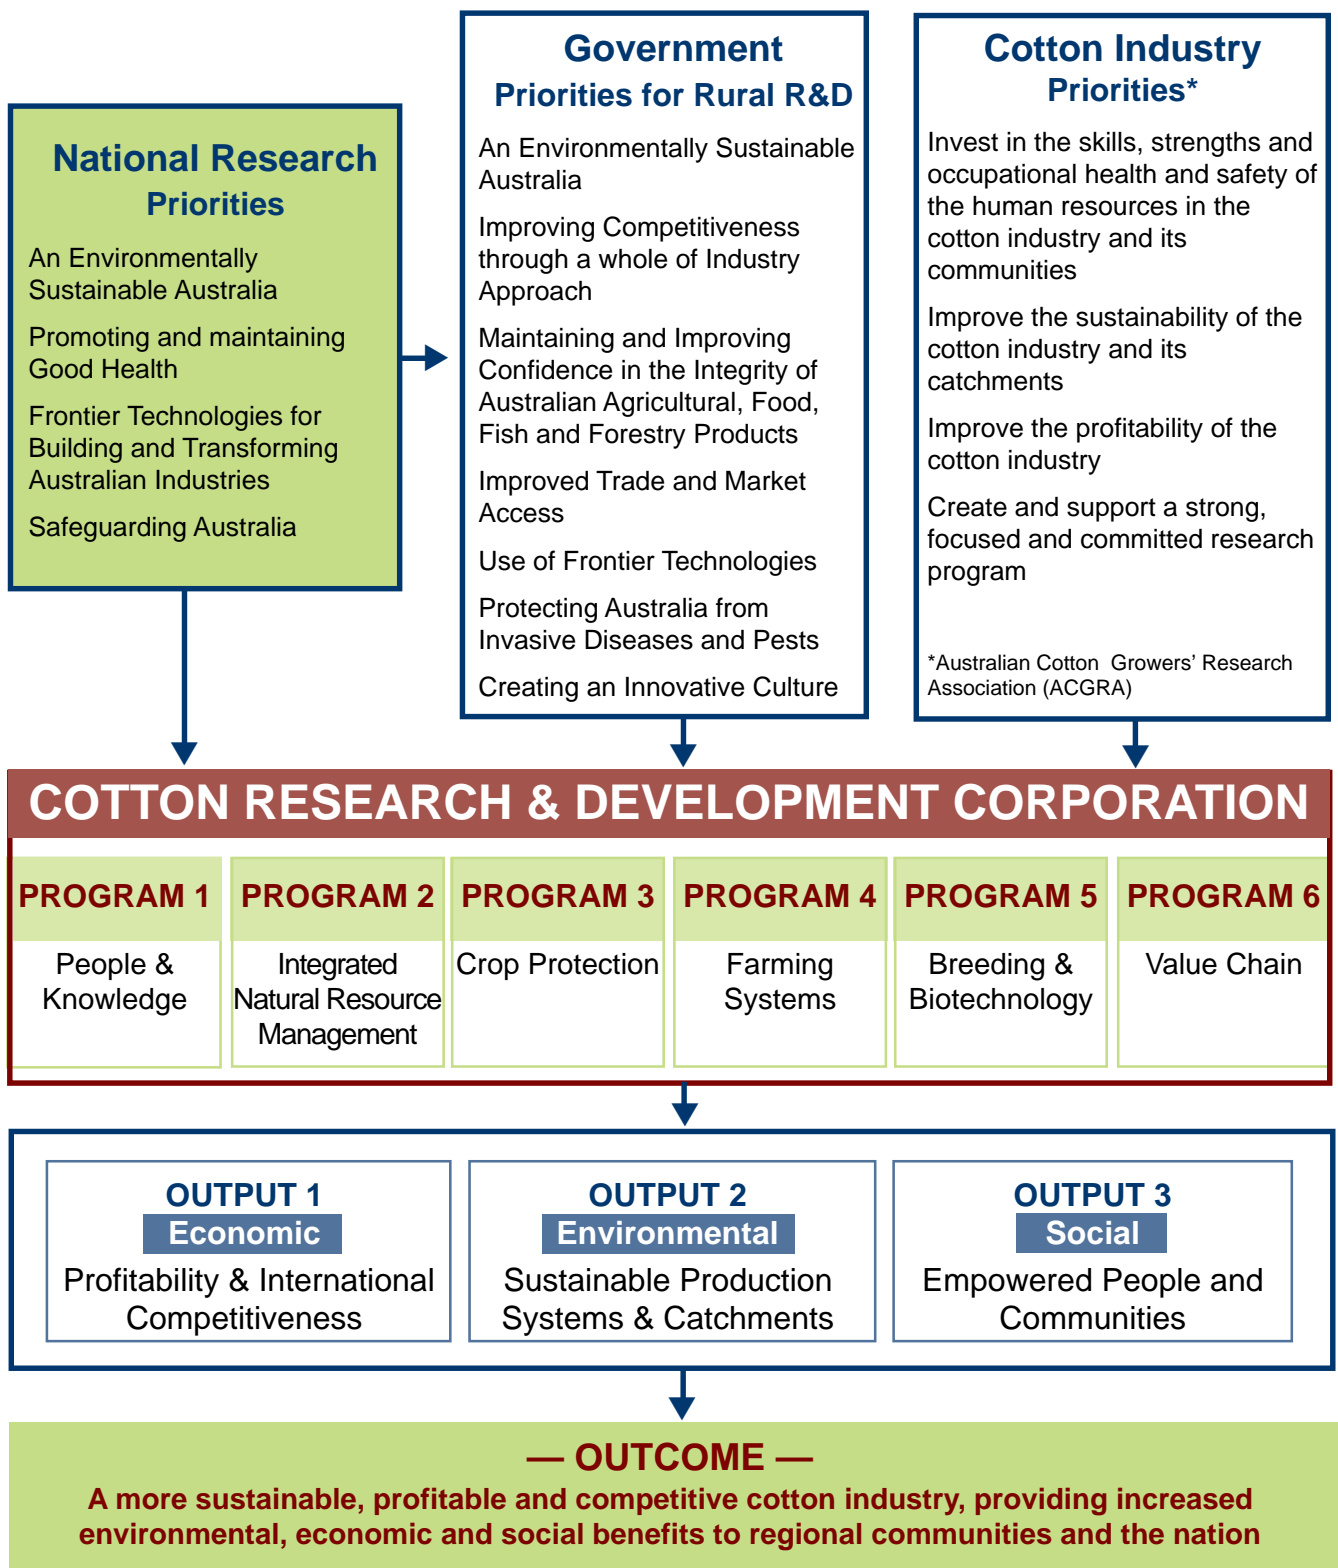 National Research
Priorities
An Environmentally
Sustainable Australia
Promoting and maintaining
Good Health
Frontier Technologies for
Building and Transforming
Australian Industries
Safeguarding Australia
Government
Priorities for Rural R&D
An Environmentally Sustainable
Australia
Improving Competitiveness
through a whole of Industry
Approach
Maintaining and Improving
Confidence in the Integrity of
Australian Agricultural, Food,
Fish and Forestry Products
Improved Trade and Market
Access
Use of Frontier Technologies
Protecting Australia from
Invasive Diseases and Pests
Creating an Innovative Culture
Cotton Industry
Priorities*
Invest in the skills, strengths and
occupational health and safety of
the human resources in the
cotton industry and its
communities
Improve the sustainability of the
cotton industry and its
catchments
Improve the profitability of the
cotton industry
Create and support a strong,
focused and committed research
program
*Australian Cotton Growers’ Research
Association (ACGRA)
COTTON RESEARCH & DEVELOPMENT CORPORATION
PROGRAM 1
People &
Knowledge
PROGRAM 2
Integrated
Natural Resource
Management
PROGRAM 3
Crop Protection
PROGRAM 4
Farming
Systems
PROGRAM 5
Breeding &
Biotechnology
PROGRAM 6
Value Chain
OUTPUT 1
Economic
Profitability & International
Competitiveness
OUTPUT 2
Environmental
Sustainable Production
Systems & Catchments
OUTPUT 3
Social
Empowered People and
Communities
— OUTCOME —
A more sustainable, profitable and competitive cotton industry, providing increased
environmental, economic and social benefits to regional communities and the nation